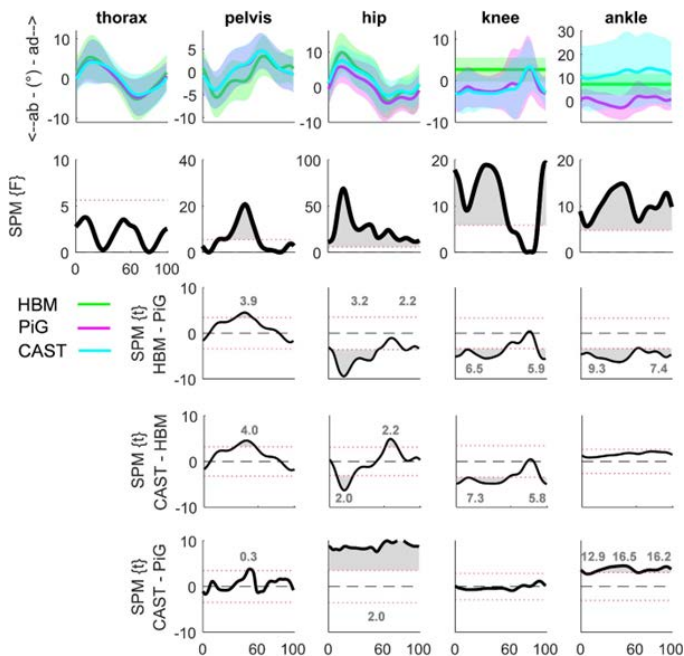 thorax pelvis hip knee ankle
<--ab - (°) - ad-->
10 0 -10
5 0 -5
10 0 -10
10 5 0 -5 -10
30 20 10 0
SPM {F}
10 5 0
40 20 0
100 50 0
20 10 0
20 10 0
0 60 100
HBM
PiG
CAST
SPM {t}
HBM - PiG
10 0 -10
3.9
3.2 2.2
6.5 5.9
9.3 7.4
SPM {t}
CAST - HBM
10 0 -10
4.0
2.2
2.0
7.3 5.8
SPM {t}
CAST - PiG
10 0 -10
0.3
2.0
12.9 16.5 16.2
0 60 100 0 60 100 0 60 100 0 60 100